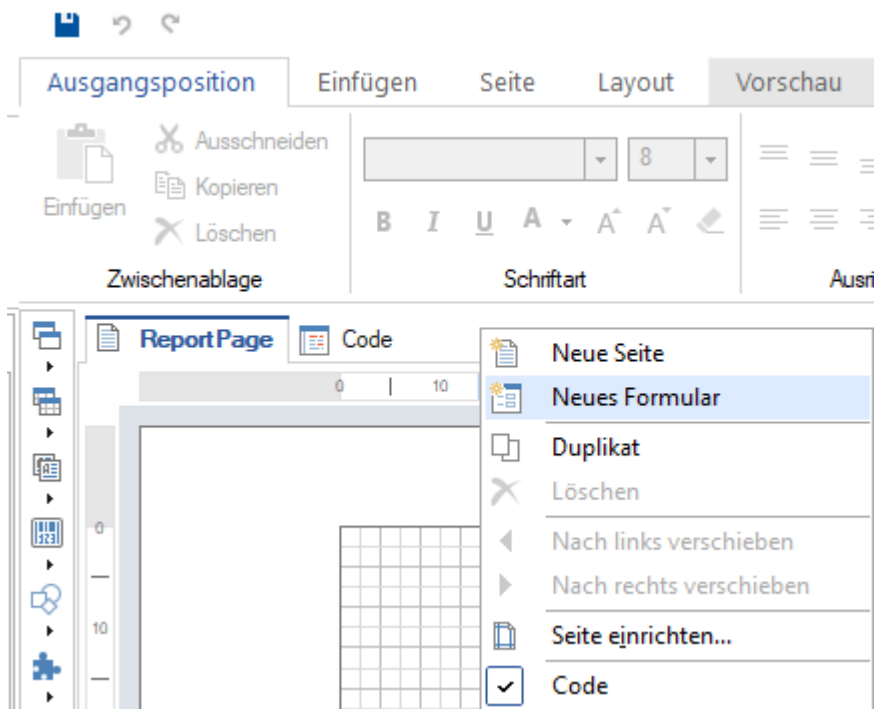 Ausgangsposition Einfügen Seite Layout Vorschau
Einfügen
Ausschneiden
Kopieren
Löschen
8
B I U A A A
Zwischenablage Schriftart
ReportPage Code
0 10
0
10
Neue Seite
Neues Formular
Duplikat
Löschen
Nach links verschieben
Nach rechts verschieben
Seite einrichten...
Code